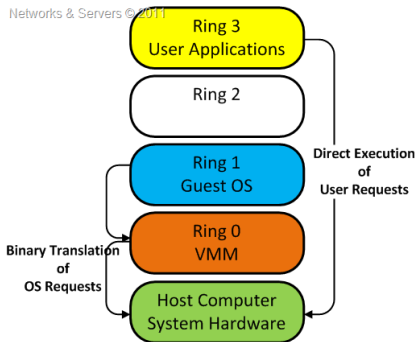 Networks & Servers © 2011
Ring 3
User Applications
Ring 2
Ring 1
Guest OS
Direct Execution
of
User Requests
Ring 0
VMM
Binary Translation
of
OS Requests
Host Computer
System Hardware